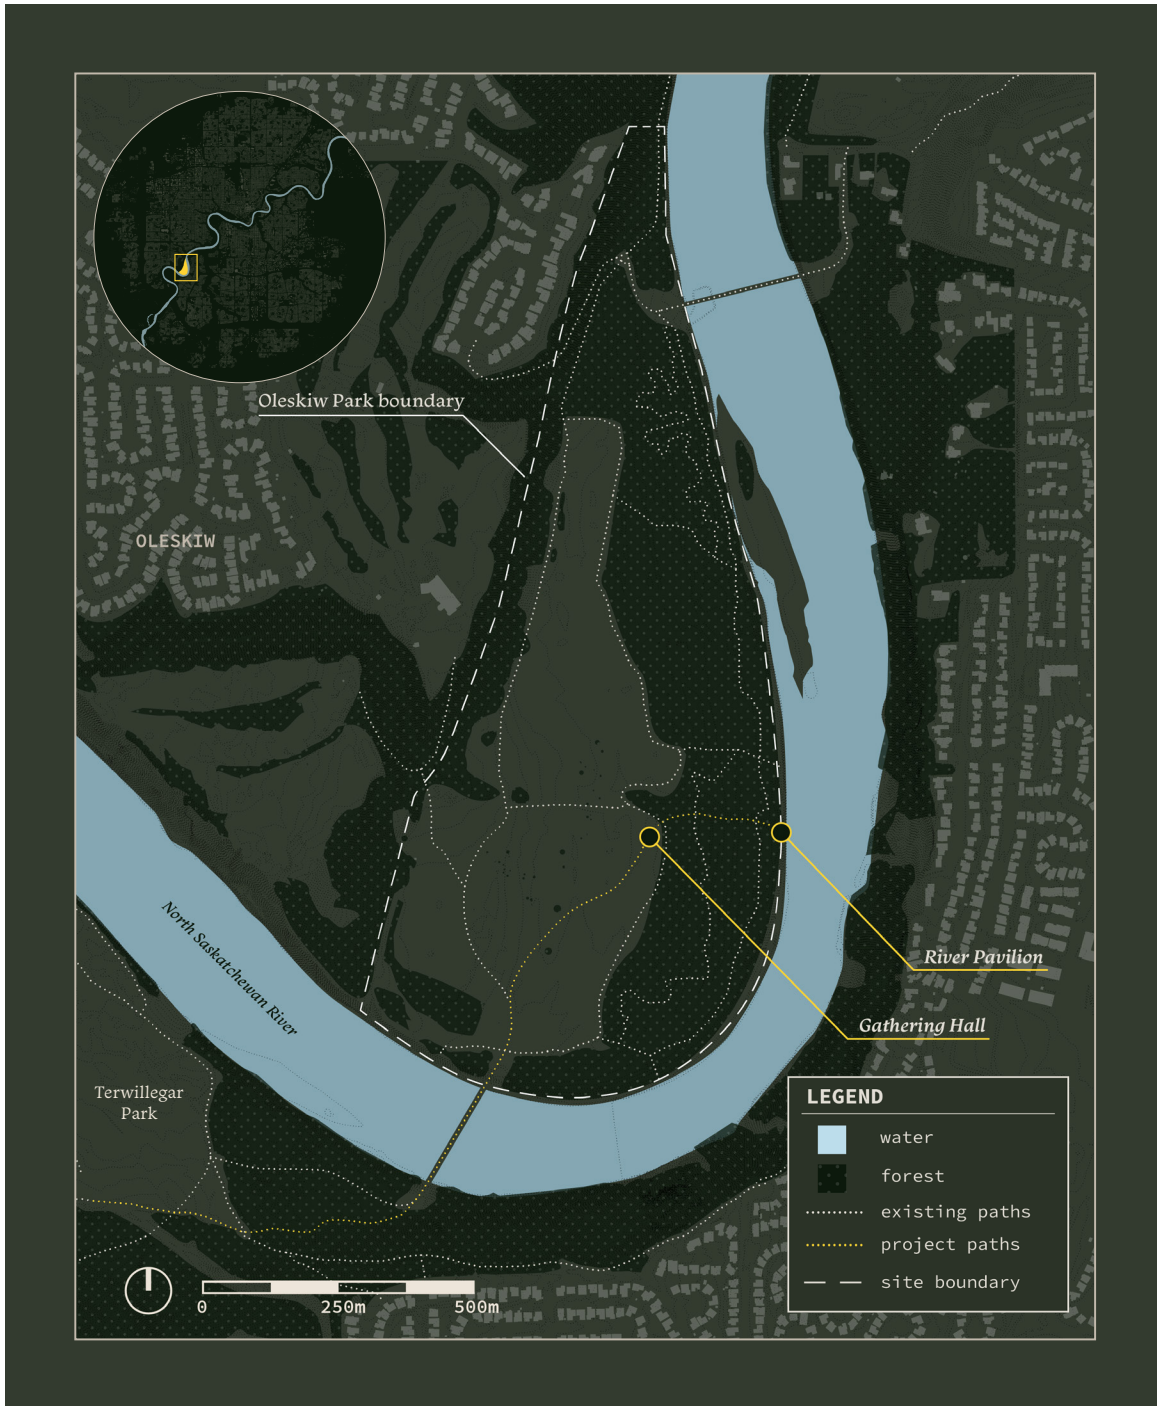 Oleskiw Park boundary
OLESKIW
North Saskatchewan River
River Pavilion
Gathering Hall
Terwillegar
Park
LEGEND
water
forest
existing paths
project paths
site boundary
0 250m 500m